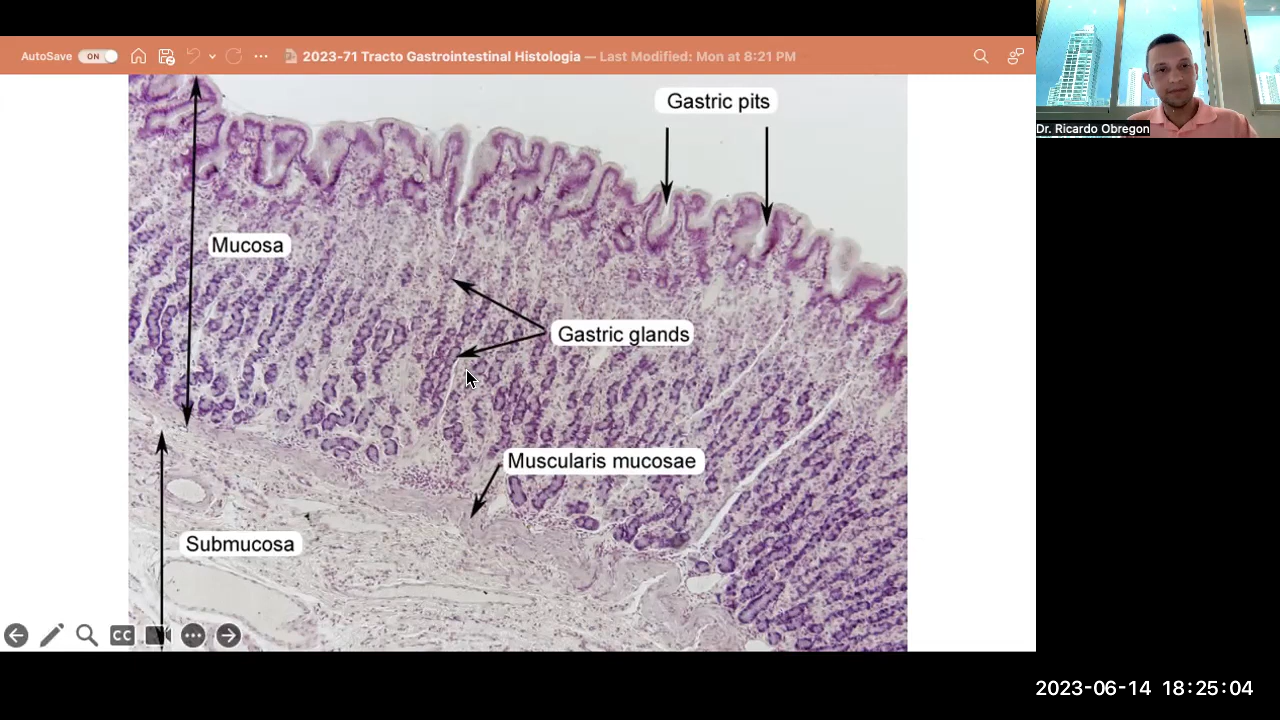 AutoSave ON ... 2023-71 Tracto Gastrointestinal Histologia — Last Modified: Mon at 8:21 PM
Dr. Ricardo Obregon
Gastric pits
Mucosa
Gastric glands
Muscularis mucosae
Submucosa
CC
2023-06-14 18:25:04